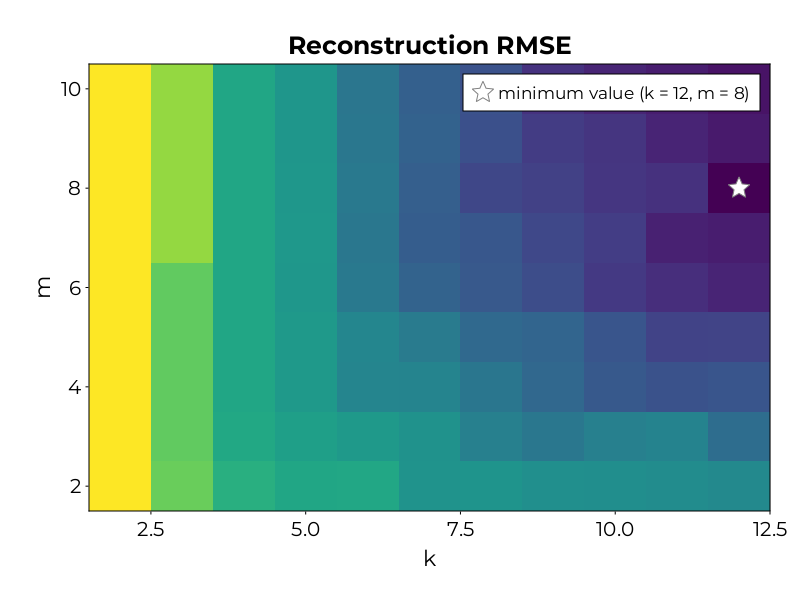 Reconstruction RMSE
minimum value (k = 12, m = 8)
10
8
6
4
2
m
2.5 5.0 7.5 10.0 12.5
k